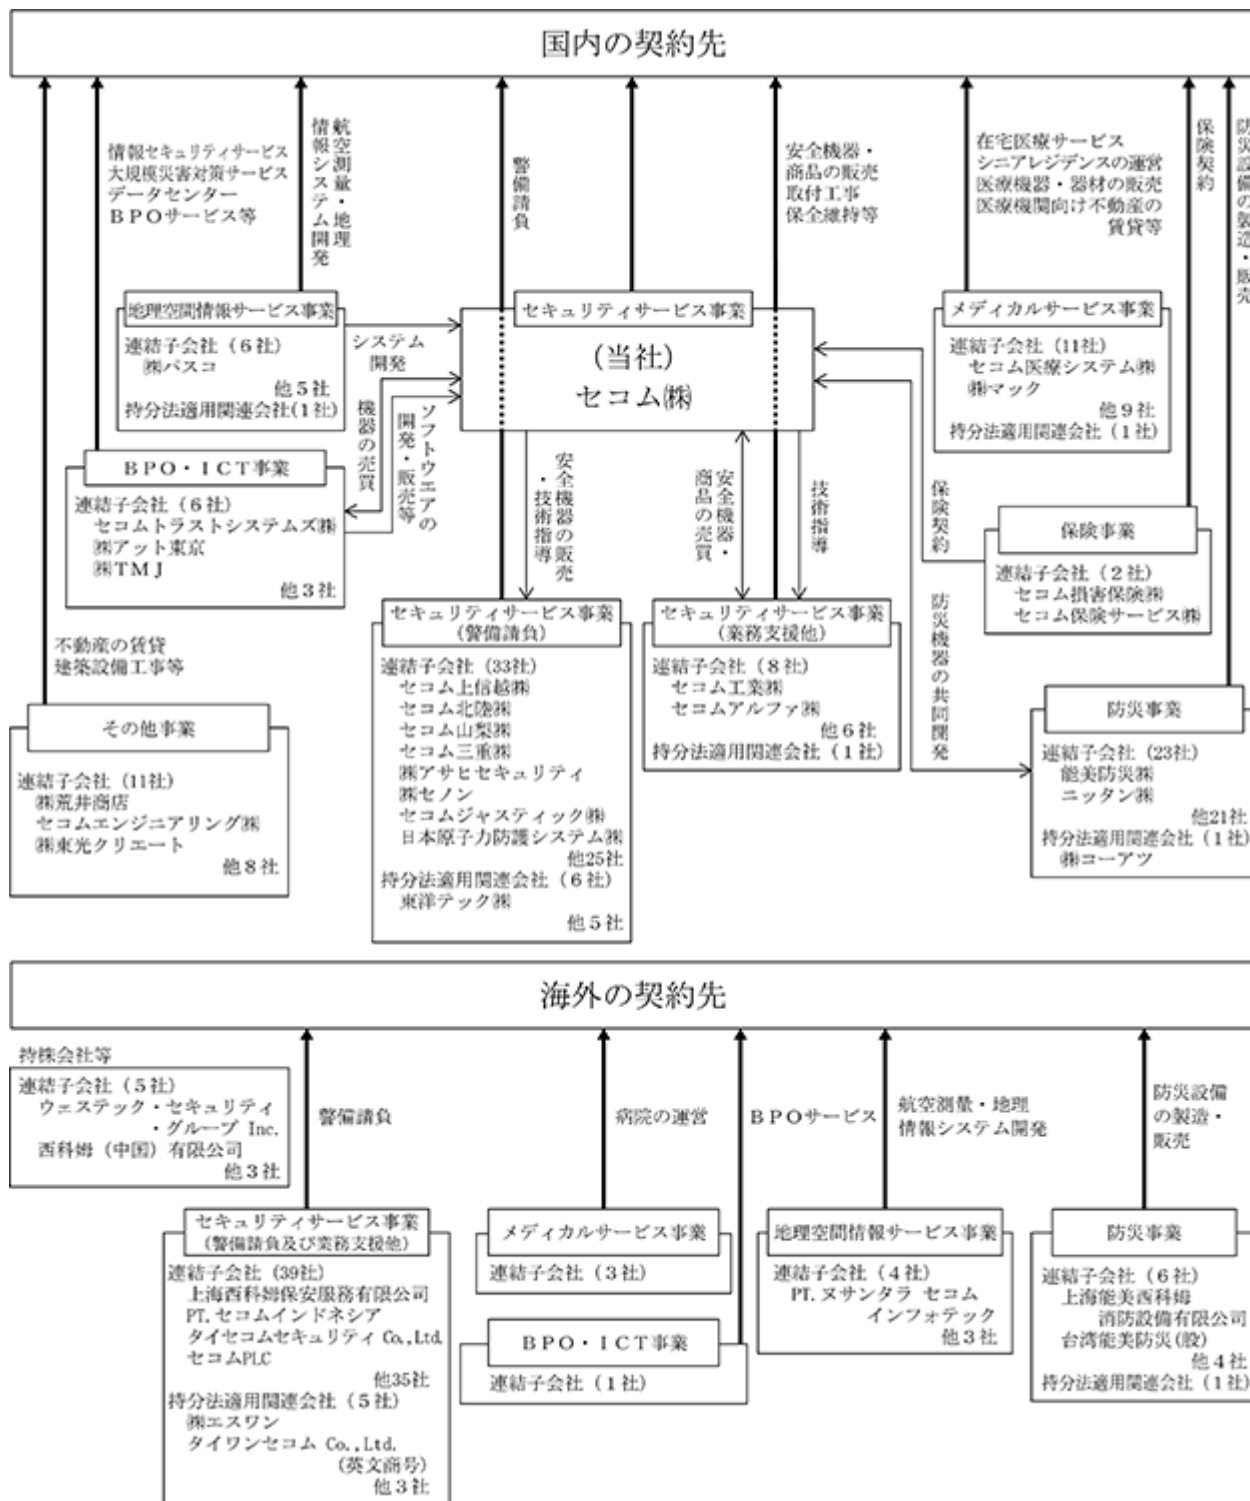 国内の契約先
情報セキュリティサービス
大規模災害対策サービス
データセンター
ＢＰＯサービス等
航空測量・地理
情報システム開発
警備請負
安全機器・
商品の販売
取付工事
保全維持等
在宅医療サービス
シニアレジデンスの運営
医療機器・器材の販売
医療機関向け不動産の
賃貸等
保険契約
防災設備の製造・販売
地理空間情報サービス事業
連結子会社（６社）
㈱パスコ
他５社
持分法適用関連会社(１社)
システム
開発
セキュリティサービス事業
(当社)
セコム㈱
メディカルサービス事業
連結子会社（11社）
セコム医療システム㈱
㈱マック
他９社
持分法適用関連会社（１社）
ＢＰＯ・ＩＣＴ事業
連結子会社（６社）
セコムトラストシステムズ㈱
㈱アット東京
㈱ＴＭＪ
他３社
機器の売買
ソフトウエアの
開発・販売等
安全機器の販売
・技術指導
安全機器・
商品の売買
技術指導
保険契約
保険事業
連結子会社（２社）
セコム損害保険㈱
セコム保険サービス㈱
防災機器の共同開発
不動産の賃貸
建築設備工事等
その他事業
連結子会社（11社）
㈱荒井商店
セコムエンジニアリング㈱
㈱東光クリエート
他８社
セキュリティサービス事業
(警備請負)
連結子会社（33社）
セコム上信越㈱
セコム北陸㈱
セコム山梨㈱
セコム三重㈱
㈱アサヒセキュリティ
㈱セノン
セコムジャスティック㈱
日本原子力防護システム㈱
他25社
持分法適用関連会社（６社）
東洋テック㈱
他５社
セキュリティサービス事業
(業務支援他)
連結子会社（８社）
セコム工業㈱
セコムアルファ㈱
他６社
持分法適用関連会社（１社）
防災事業
連結子会社（23社）
能美防災㈱
ニッタン㈱
他21社
持分法適用関連会社（１社）
㈱コーアツ
海外の契約先
持株会社等
連結子会社（５社）
ウェステック・セキュリティ
・グループ Inc.
西科姆（中国）有限公司
他３社
警備請負
病院の運営
ＢＰＯサービス
航空測量・地理
情報システム開発
防災設備
の製造・
販売
セキュリティサービス事業
(警備請負及び業務支援他)
連結子会社（39社）
上海西科姆保安服務有限公司
PT.セコムインドネシア
タイセコムセキュリティ Co.,Ltd.
セコムPLC
他35社
持分法適用関連会社（５社）
㈱エスワン
タイワンセコム Co.,Ltd.
(英文商号)
他３社
メディカルサービス事業
連結子会社（３社）
ＢＰＯ・ＩＣＴ事業
連結子会社（１社）
地理空間情報サービス事業
連結子会社（４社）
PT.ヌサンタラ セコム
インフォテック
他３社
防災事業
連結子会社（６社）
上海能美西科姆
消防設備有限公司
台湾能美防災(股)
他４社
持分法適用関連会社（１社）